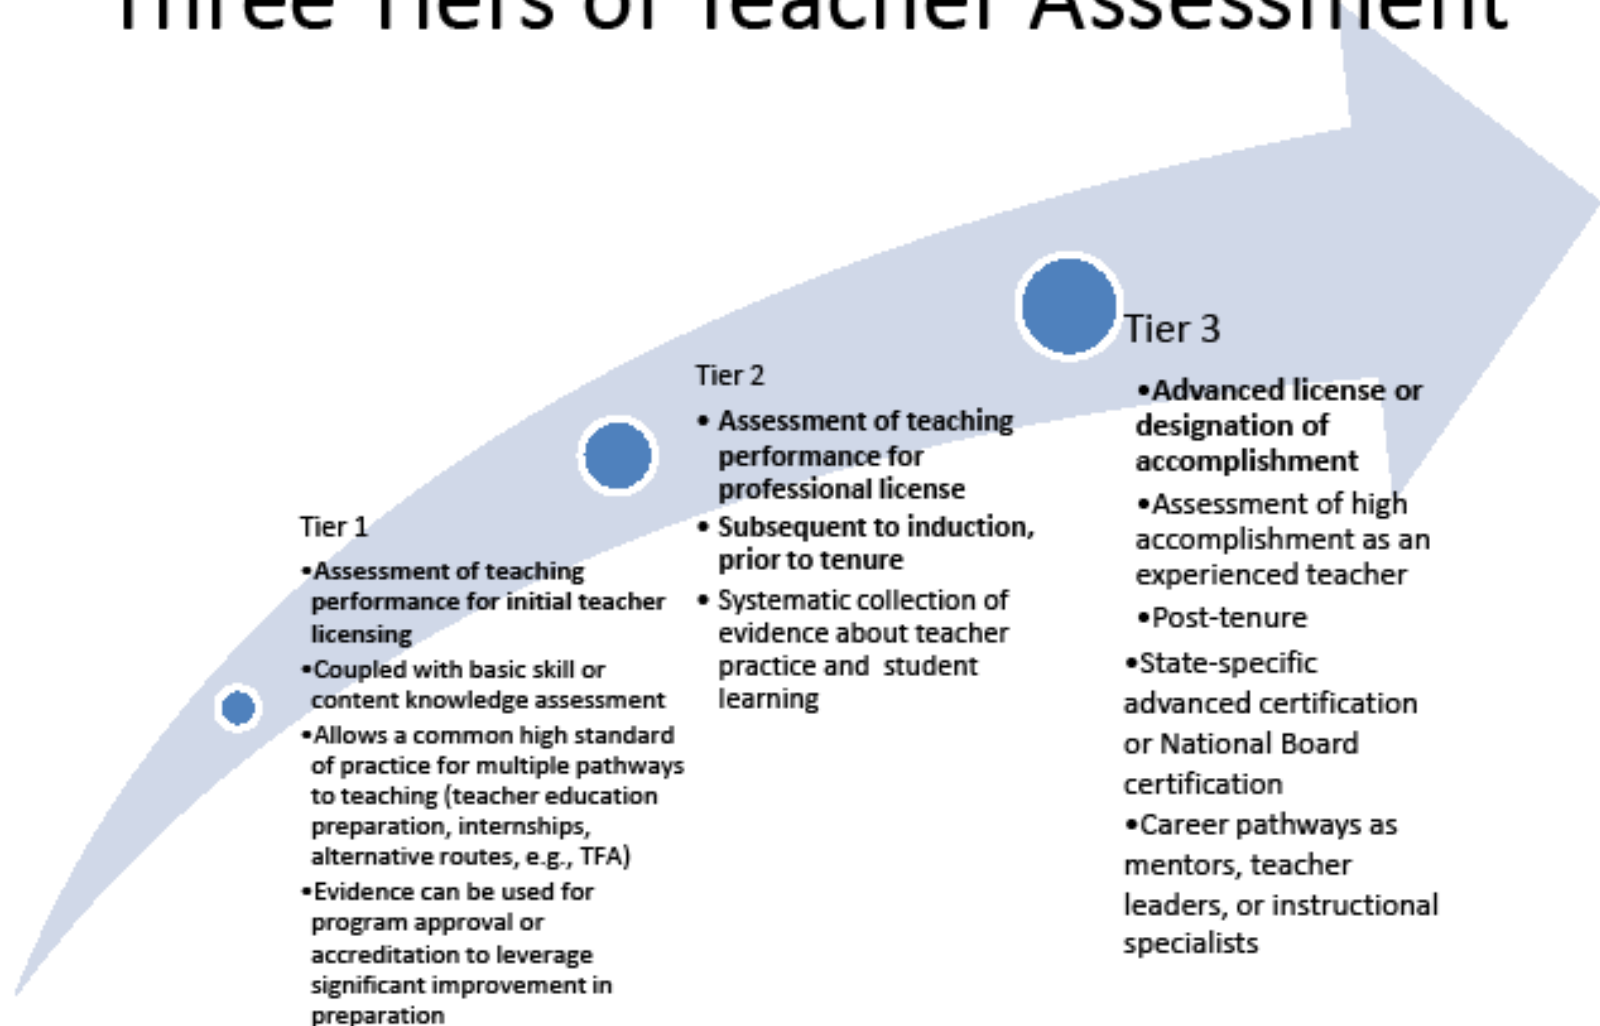 Three Tiers of Teacher Assessment
Tier 1
•Assessment of teaching
performance for initial teacher
licensing
•Coupled with basic skill or
content knowledge assessment
•Allows a common high standard
of practice for multiple pathways
to teaching (teacher education
preparation, internships,
alternative routes, e.g., TFA)
•Evidence can be used for
program approval or
accreditation to leverage
significant improvement in
preparation
Tier 2
• Assessment of teaching
performance for
professional license
• Subsequent to induction,
prior to tenure
• Systematic collection of
evidence about teacher
practice and  student
learning
Tier 3
•Advanced license or
designation of
accomplishment
•Assessment of high
accomplishment as an
experienced teacher
•Post-tenure
•State-specific
advanced certification
or National Board
certification
•Career pathways as
mentors, teacher
leaders, or instructional
specialists